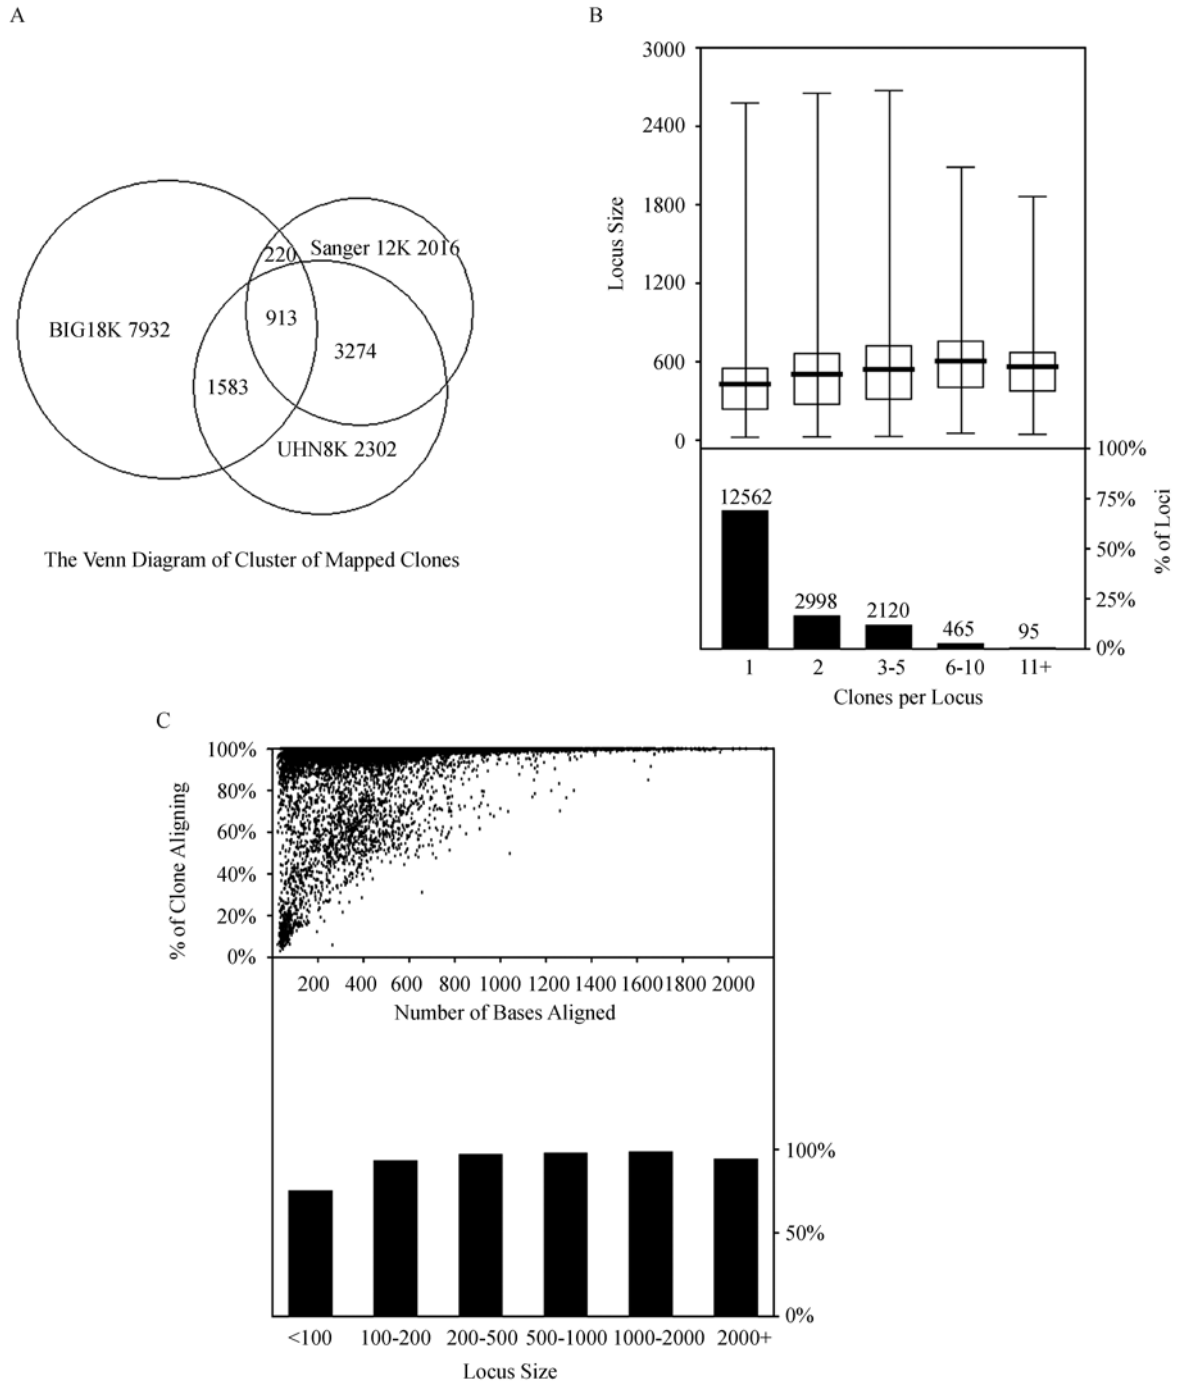 A
220
Sanger 12K 2016
913
BIG18K 7932
3274
1583
UHN8K 2302
The Venn Diagram of Cluster of Mapped Clones
B
3000
2400
1800
1200
600
0
Locus Size
100%
75%
50%
25%
0%
% of Loci
12562
2998
2120
465
95
1 2 3-5 6-10 11+
Clones per Locus
C
100%
80%
60%
40%
20%
0%
% of Clone Aligning
200 400 600 800 1000 1200 1400 1600 1800 2000
Number of Bases Aligned
100%
50%
0%
<100 100-200 200-500 500-1000 1000-2000 2000+
Locus Size